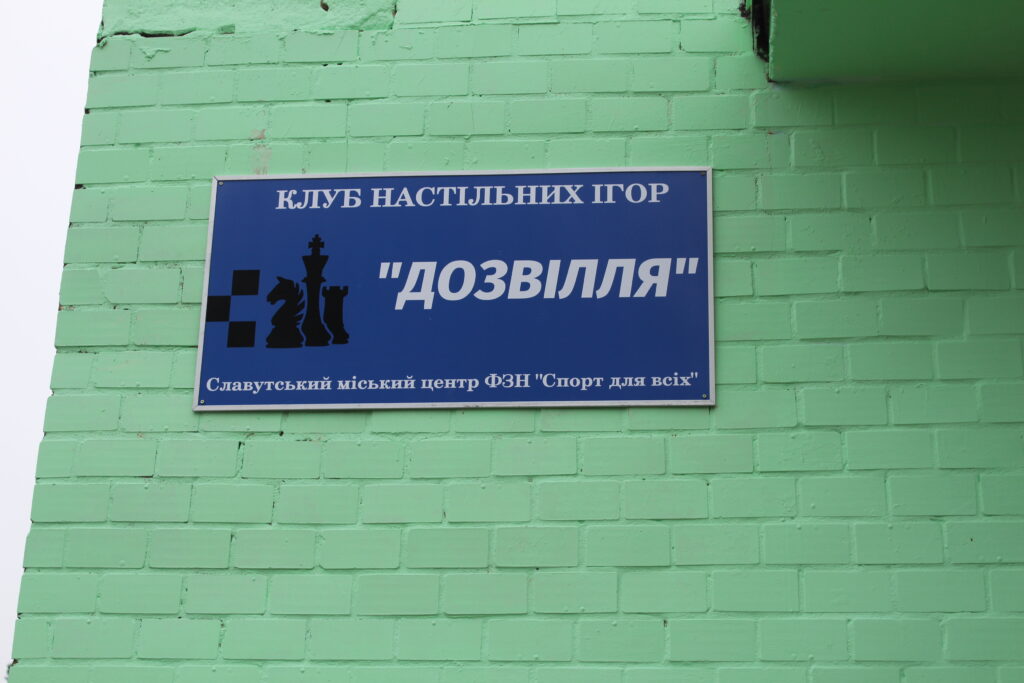 КЛУБ НАСТІЛЬНИХ ІГОР
"ДОЗВІЛЛЯ"
Славутський міський центр ФЗН "Спорт для всіх"